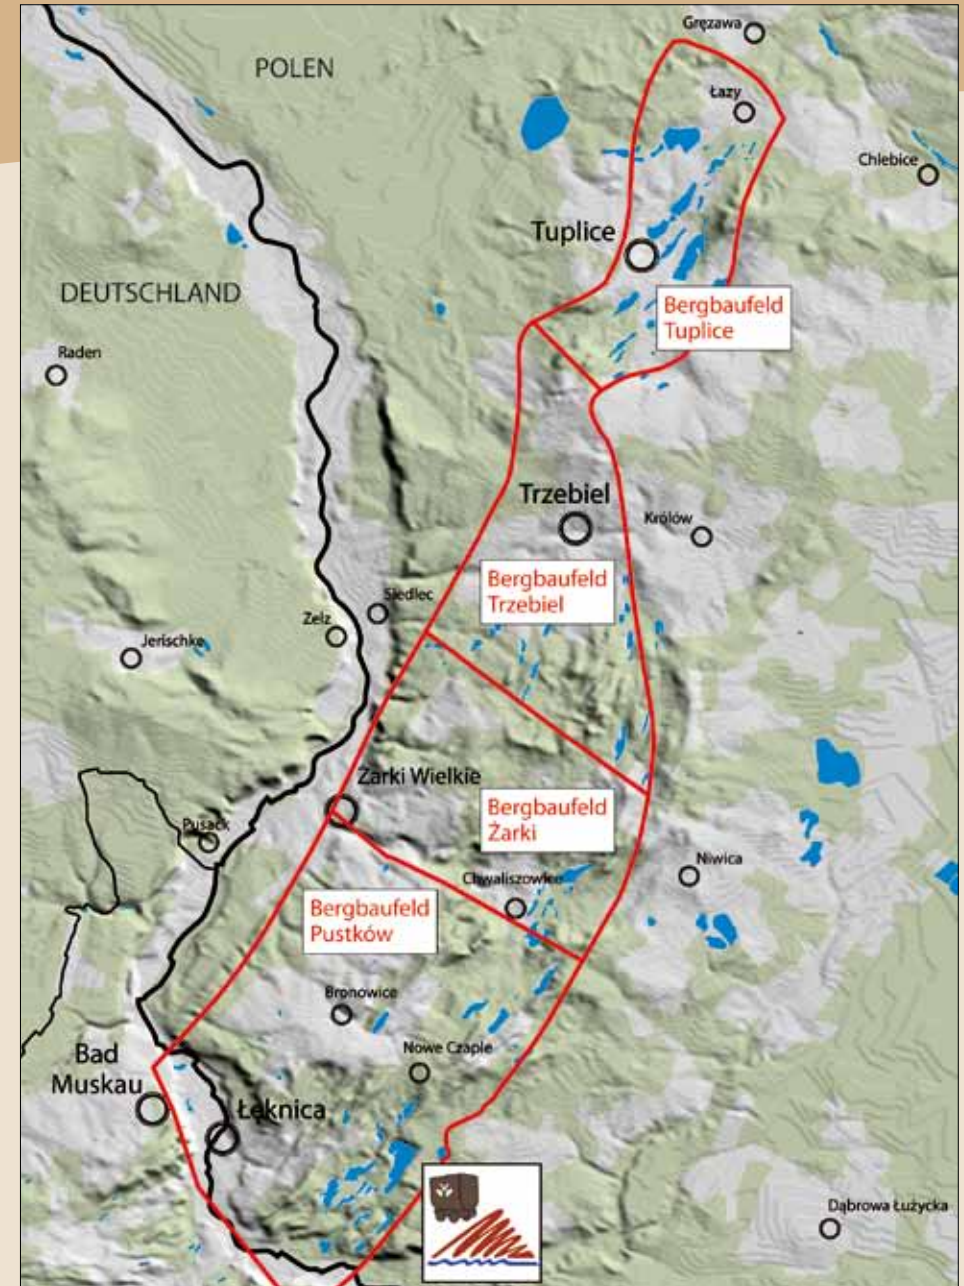 Gręzawa
POLEN
Łazy
Chlebice
Tuplice
DEUTSCHLAND
Bergbaufeld
Tuplice
Raden
Trzebiel
Królów
Bergbaufeld
Trzebiel
Siedlec
Zelz
Jerischke
Żarki Wielkie
Bergbaufeld
Żarki
Pusack
Niwica
Chwaliszowice
Bergbaufeld
Pustków
Bronowice
Nowe Czaple
Bad
Muskau
Łęknica
Dąbrowa Łużycka